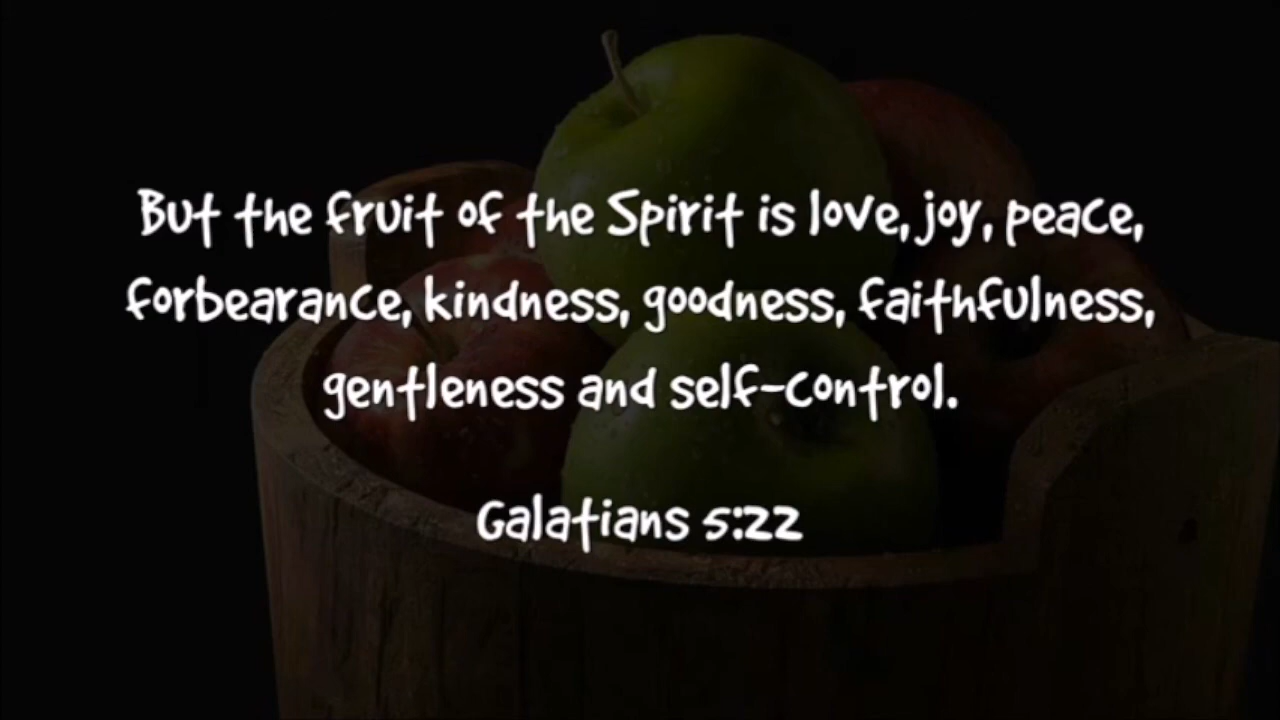 But the fruit of the Spirit is love, joy, peace,
forbearance, kindness, goodness, faithfulness,
gentleness and self-control.
Galatians 5:22